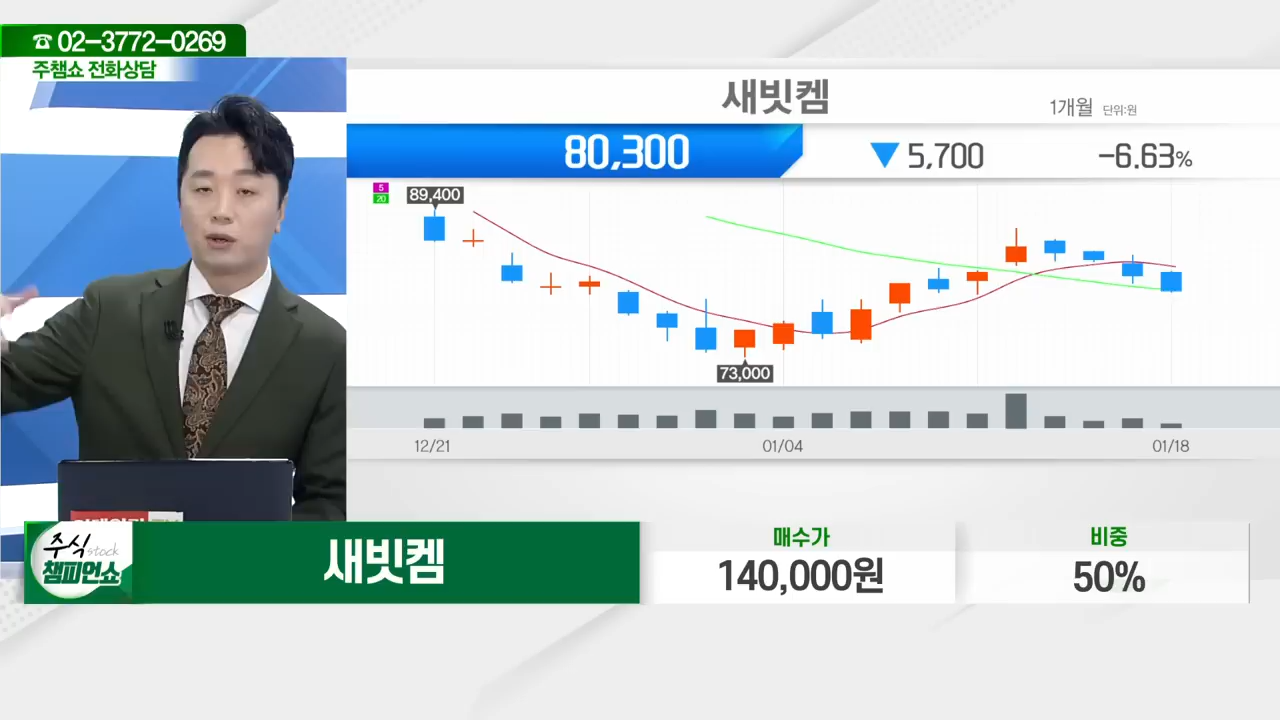 ☎ 02-3772-0269
주챔쇼 전화상담
새빗켐
1개월 단위:원
80,300
▼ 5,700
-6.63%
5
20
89,400
73,000
12/21
01/04
01/18
주식 stock
챔피언쇼
새빗켐
매수가
140,000원
비중
50%